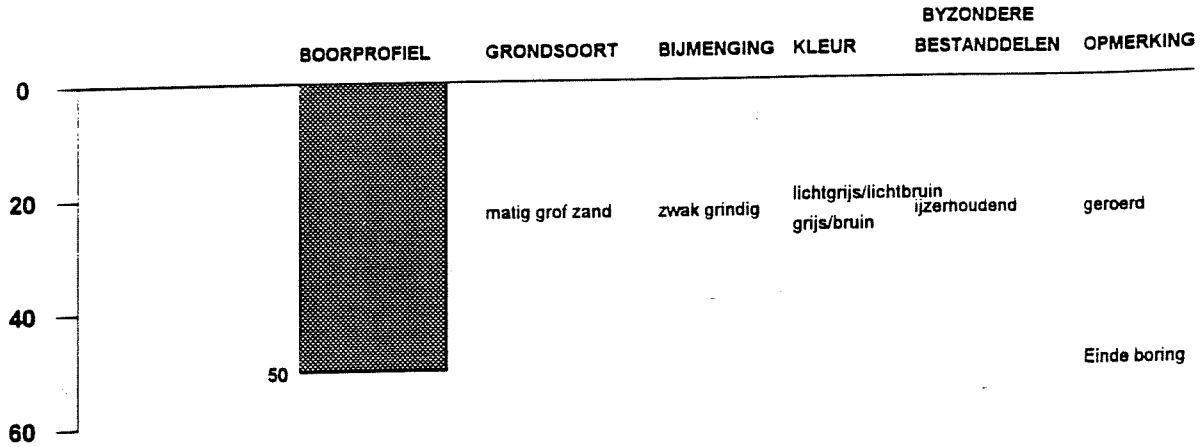 BYZONDERE
BOORPROFIEL GRONDSOORT BIJMENGING KLEUR BESTANDDELEN OPMERKING
0
lichtgrijs/lichtbruin
20 matig grof zand zwak grindig ijzerhoudend geroerd
grijs/bruin
40
Einde boring
50
60